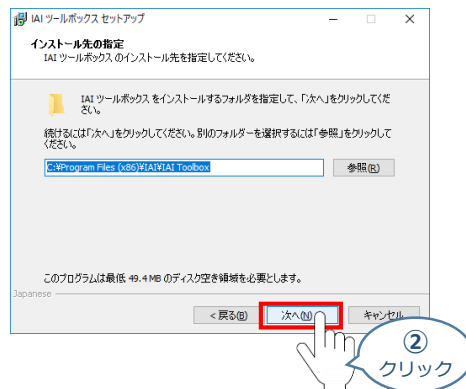 IAI ツールボックス セットアップ
インストール先の指定
IAI ツールボックス のインストール先を指定してください。
IAI ツールボックス をインストールするフォルダを指定して、「次へ」をクリックしてくだ
さい。
続けるには「次へ」をクリックしてください。別のフォルダーを選択するには「参照」をクリックして
ください。
C:¥Program Files (x86)¥IAI¥IAI Toolbox
参照(R)
このプログラムは最低 49.4 MB のディスク空き領域を必要とします。
Japanese
< 戻る(B)
次へ(N)
キャンセル
②
クリック